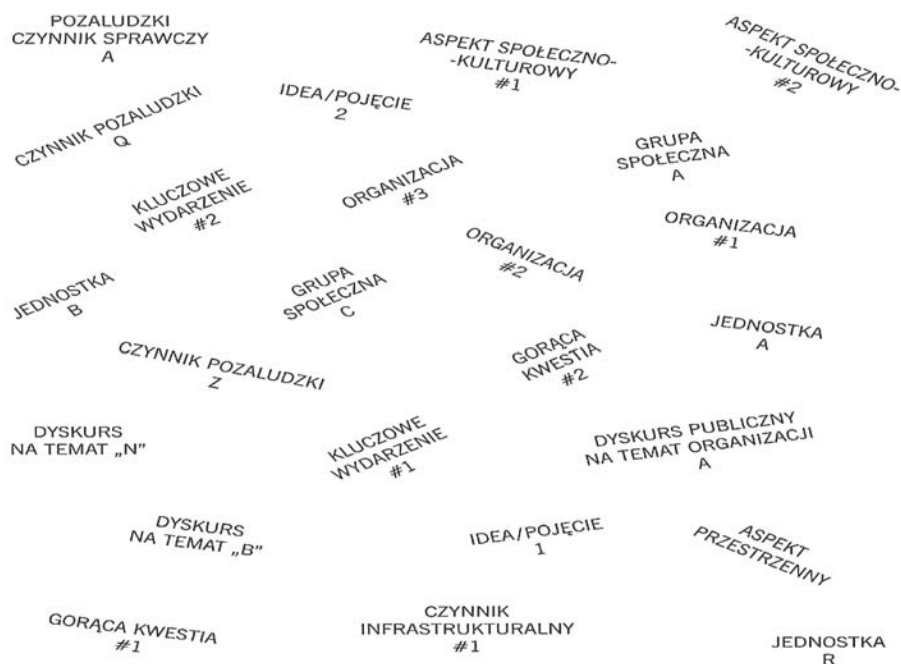 POZALUDZKI
CZYNNIK SPRAWCZY
A
ASPEKT SPOŁECZNO-
-KULTUROWY
#1
ASPEKT SPOŁECZNO-
-KULTUROWY
#2
CZYNNIK POZALUDZKI
Q
IDEA/POJĘCIE
2
GRUPA
SPOŁECZNA
A
KLUCZOWE
WYDARZENIE
#2
ORGANIZACJA
#3
ORGANIZACJA
#1
ORGANIZACJA
#2
JEDNOSTKA
B
GRUPA
SPOŁECZNA
C
JEDNOSTKA
A
CZYNNIK POZALUDZKI
Z
GORĄCA
KWESTIA
#2
DYSKURS
NA TEMAT „N”
KLUCZOWE
WYDARZENIE
#1
DYSKURS PUBLICZNY
NA TEMAT ORGANIZACJI
A
DYSKURS
NA TEMAT „B”
IDEA/POJĘCIE
1
ASPEKT
PRZESTRZENNY
GORĄCA KWESTIA
#1
CZYNNIK
INFRASTRUKTURALNY
#1
JEDNOSTKA
R